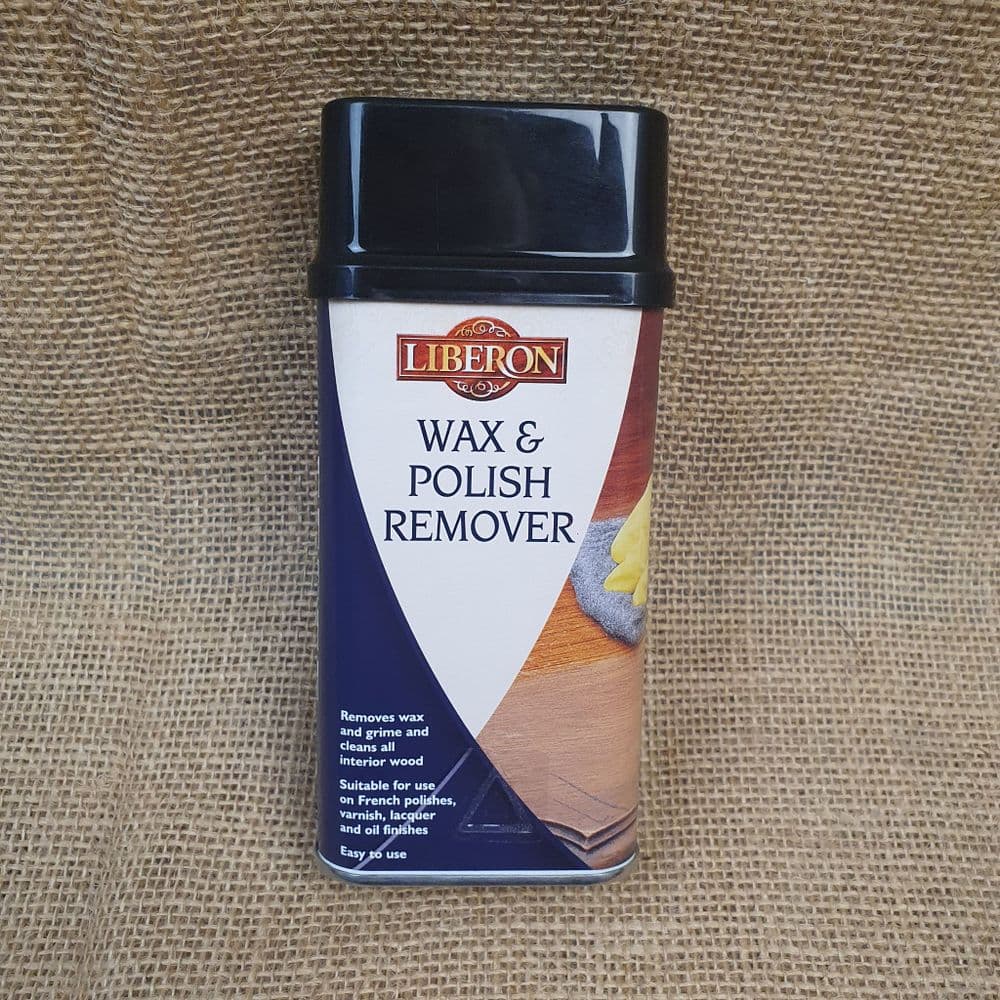 LIBERON
WAX &
POLISH
REMOVER
Removes wax
and grime and
cleans all
interior wood
Suitable for use
on French polishes,
varnish, lacquer
and oil finishes
Easy to use